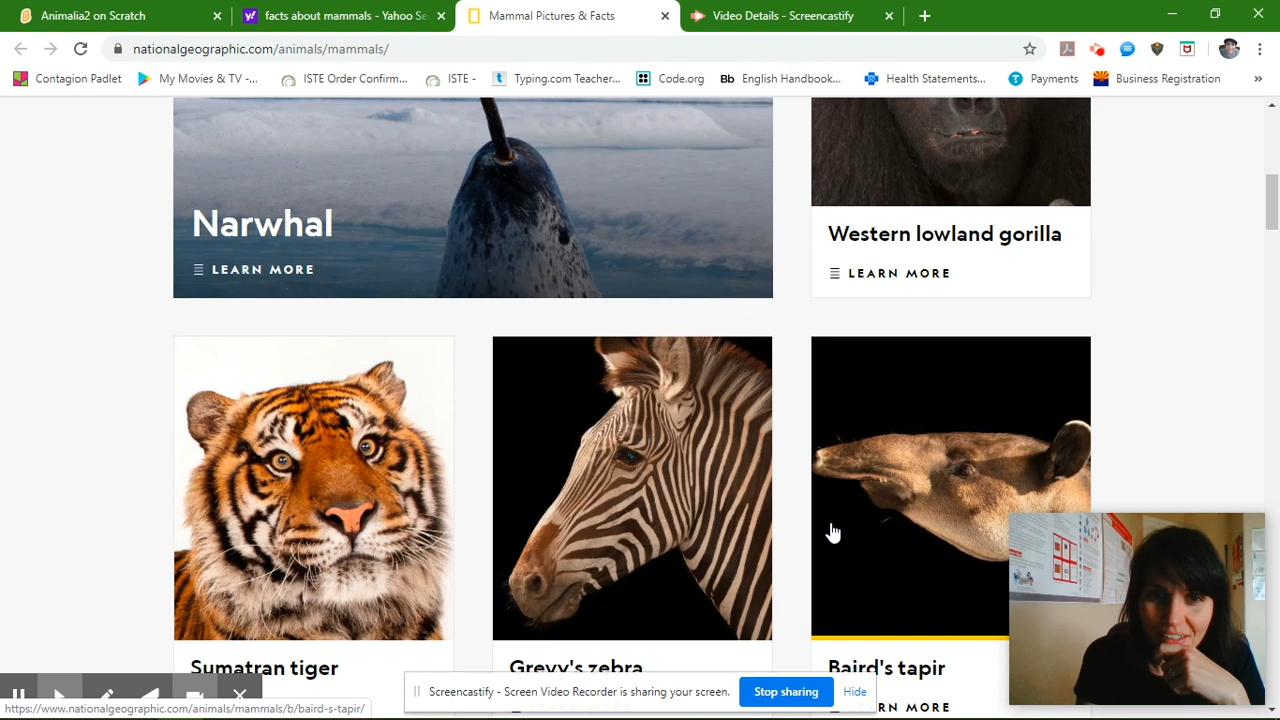 Animalia2 on Scratch
facts about mammals - Yahoo Se
Mammal Pictures & Facts
Video Details - Screencastify
nationalgeographic.com/animals/mammals/
Contagion Padlet
My Movies & TV -...
ISTE Order Confirm...
ISTE -
Typing.com Teacher...
Code.org
Bb English Handbook...
Health Statements...
Payments
Business Registration
Narwhal
LEARN MORE
Western lowland gorilla
LEARN MORE
Sumatran tiger
Grevy's zebra
Baird's tapir
Screencastify - Screen Video Recorder is sharing your screen.
Stop sharing
Hide
LEARN MORE
https://www.nationalgeographic.com/animals/mammals/b/baird-s-tapir/